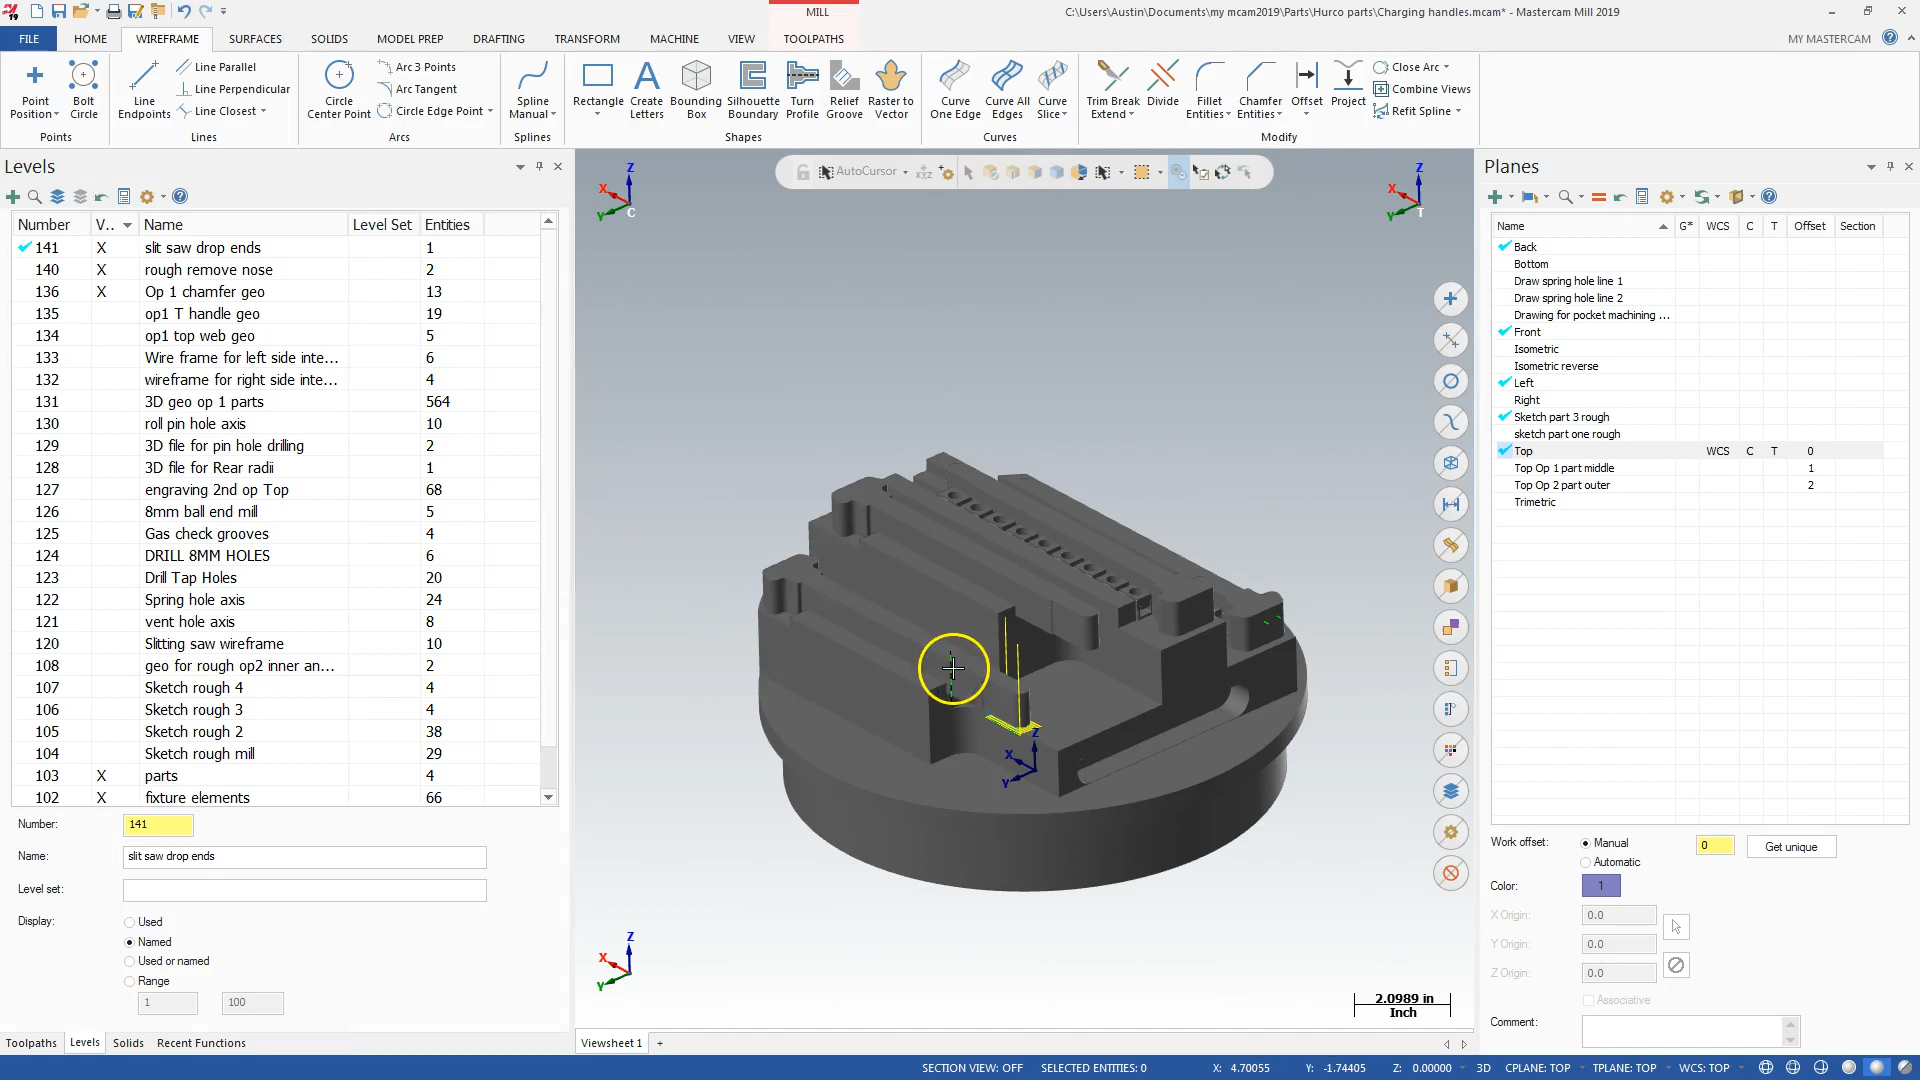 19
MILL
C:\Users\Austin\Documents\my mcam2019\Parts\Hurco parts\Charging handles.mcam* - Mastercam Mill 2019
FILE HOME WIREFRAME SURFACES SOLIDS MODEL PREP DRAFTING TRANSFORM MACHINE VIEW TOOLPATHS MY MASTERCAM
Point Position
Bolt Circle
Points
Line Endpoints
Line Parallel
Line Perpendicular
Line Closest
Lines
Circle Center Point
Arc 3 Points
Arc Tangent
Circle Edge Point
Arcs
Spline Manual
Splines
Rectangle
Create Letters
Bounding Box
Silhouette Boundary
Turn Profile
Relief Groove
Raster to Vector
Shapes
Curve One Edge
Curve All Edges
Curve Slice
Curves
Trim Break Extend
Divide
Fillet Entities
Chamfer Entities
Offset
Project
Close Arc
Combine Views
Refit Spline
Modify
Levels
Number V.. Name Level Set Entities
141 X slit saw drop ends 1
140 X rough remove nose 2
136 X Op 1 chamfer geo 13
135 op1 T handle geo 19
134 op1 top web geo 5
133 Wire frame for left side inte... 6
132 wireframe for right side inte... 4
131 3D geo op 1 parts 564
130 roll pin hole axis 10
129 3D file for pin hole drilling 2
128 3D file for Rear radii 1
127 engraving 2nd op Top 68
126 8mm ball end mill 5
125 Gas check grooves 4
124 DRILL 8MM HOLES 6
123 Drill Tap Holes 20
122 Spring hole axis 24
121 vent hole axis 8
120 Slitting saw wireframe 10
108 geo for rough op2 inner an... 2
107 Sketch rough 4 4
106 Sketch rough 3 4
105 Sketch rough 2 38
104 Sketch rough mill 29
103 X parts 4
102 X fixture elements 66
Number: 141
Name: slit saw drop ends
Level set:
Display: Used
Named
Used or named
Range
1 100
Toolpaths Levels Solids Recent Functions
AutoCursor
Z
X
Y
C
Z
X
Y
T
Z
X
Y
Z
X
Y
2.0989 in
Inch
Viewsheet 1 +
Planes
Name G* WCS C T Offset Section
Back
Bottom
Draw spring hole line 1
Draw spring hole line 2
Drawing for pocket machining ...
Front
Isometric
Isometric reverse
Left
Right
Sketch part 3 rough
sketch part one rough
Top WCS C T 0
Top Op 1 part middle 1
Top Op 2 part outer 2
Trimetric
Work offset: Manual 0 Get unique
Automatic
Color: 1
X Origin: 0.0
Y Origin: 0.0
Z Origin: 0.0
Associative
Comment:
SECTION VIEW: OFF SELECTED ENTITIES: 0 X: 4.70055 Y: -1.74405 Z: 0.00000 3D CPLANE: TOP TPLANE: TOP WCS: TOP